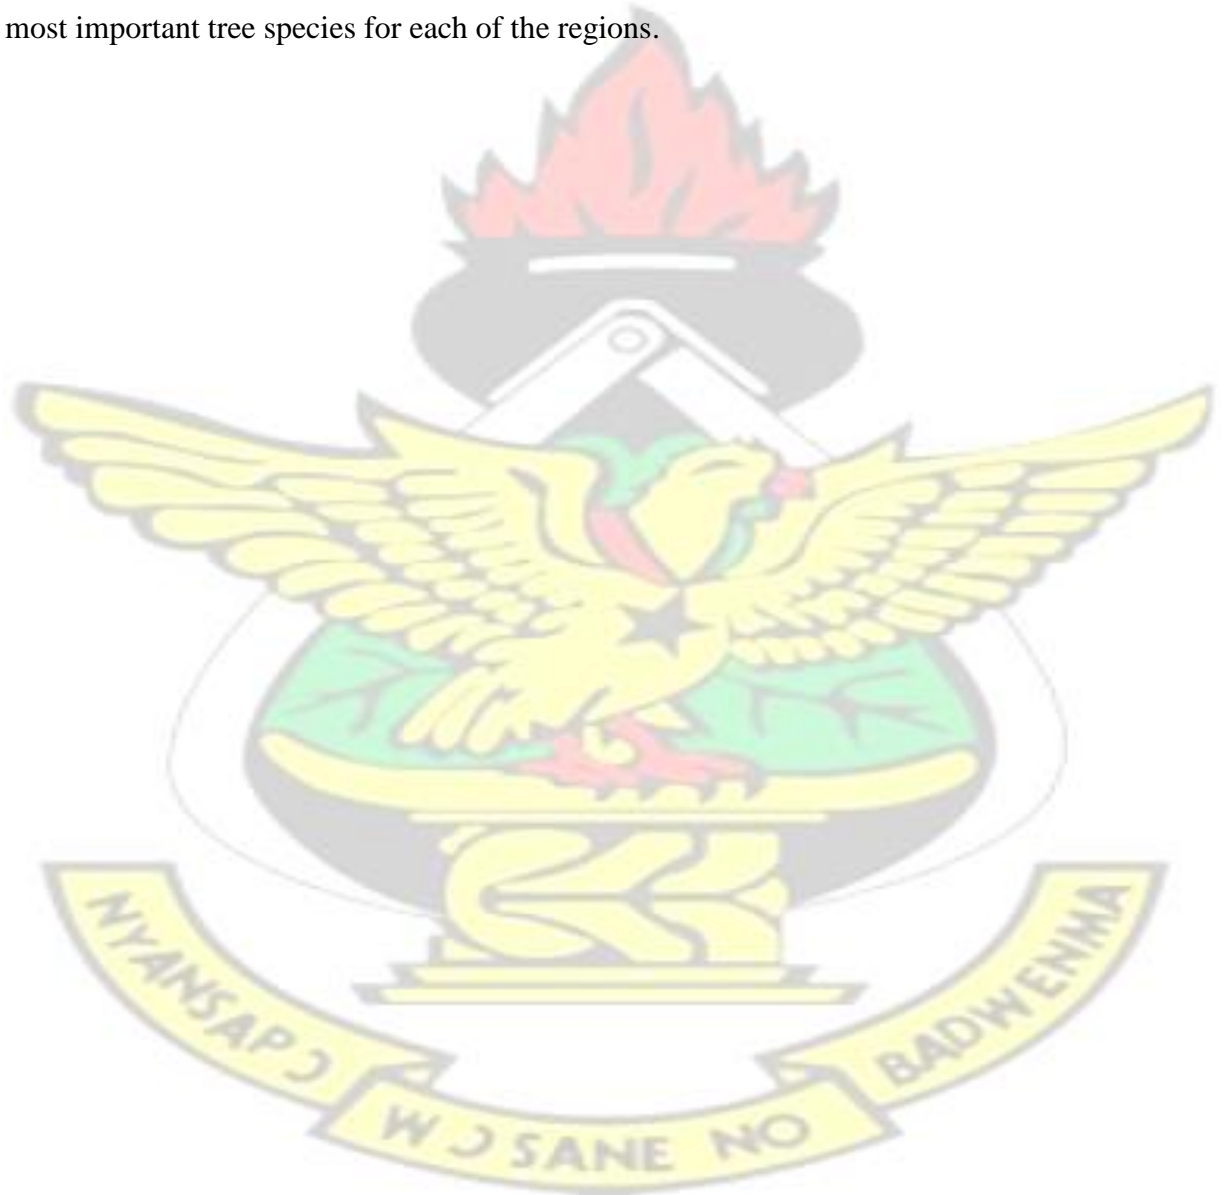 most important tree species for each of the regions.
NYANSAPƆ
WƆSANE NO
BADWENMA